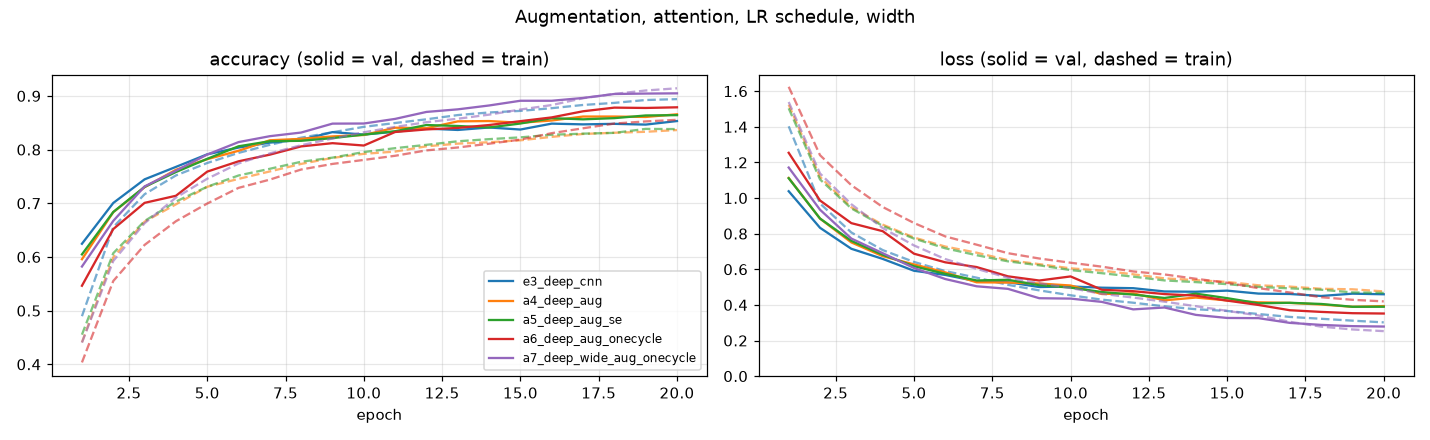 Augmentation, attention, LR schedule, width
accuracy (solid = val, dashed = train)
0.9
0.8
0.7
0.6
0.5
0.4
2.5 5.0 7.5 10.0 12.5 15.0 17.5 20.0
epoch
e3_deep_cnn
a4_deep_aug
a5_deep_aug_se
a6_deep_aug_onecycle
a7_deep_wide_aug_onecycle
loss (solid = val, dashed = train)
1.6
1.4
1.2
1.0
0.8
0.6
0.4
0.2
0.0
2.5 5.0 7.5 10.0 12.5 15.0 17.5 20.0
epoch